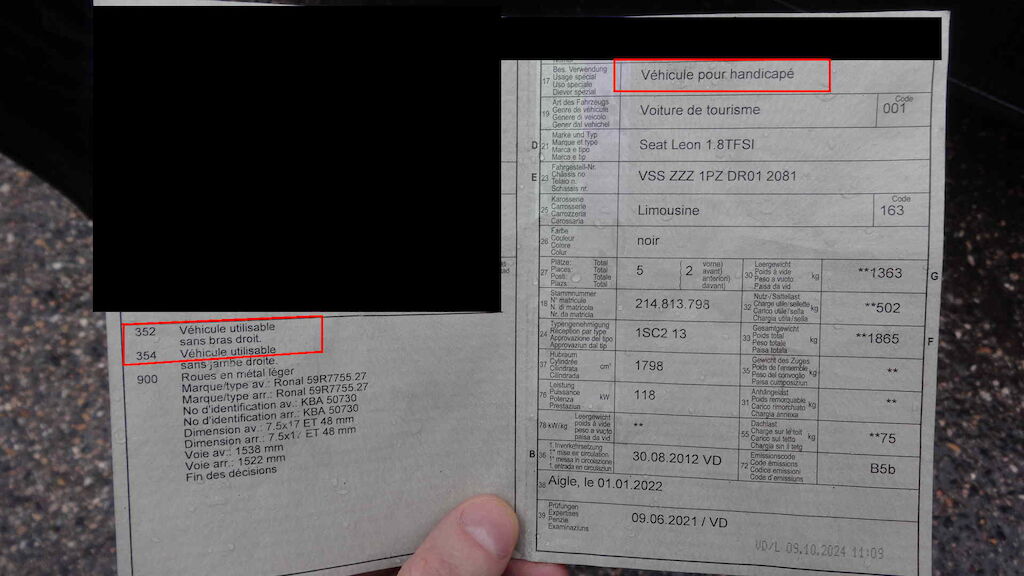 352 Véhicule utilisable
sans bras droit.
354 Véhicule utilisable
sans jambe droite.
900 Roues en métal léger
Marque/type av.: Ronal 59R7755.27
Marque/type arr.: Ronal 59R7755.27
No d'identification av.: KBA 50730
No d'identification arr.: KBA 50730
Dimension av.: 7.5x17 ET 48 mm
Dimension arr.: 7.5x17 ET 48 mm
Voie av.: 1538 mm
Voie arr.: 1522 mm
Fin des décisions
17 Bes. Verwendung
Usage spécial
Uso speciale
Diever spezial
Véhicule pour handicapé
19 Art des Fahrzeugs
Genre de véhicule
Genere di veicolo
Gener dal vehichel
Voiture de tourisme
Code
001
D 21 Marke und Typ
Marque et type
Marca e tipo
Marca e tip
Seat Leon 1.8TFSI
E 23 Fahrgestell-Nr.
Châssis no
Telaio n.
Schassis nr.
VSS ZZZ 1PZ DR01 2081
25 Karosserie
Carrosserie
Carrozzeria
Carossaria
Limousine
Code
163
26 Farbe
Couleur
Colore
Colur
noir
27 Plätze: Total
Places: Total
Posti: Totale
Plazs: Total
5 (2 vorne)
avant)
anteriori)
davant)
30 Leergewicht
Poids à vide
Peso a vuoto
Paisa da vid
kg
**1363
G
18 Stammnummer
N° matricule
N. di matricola
Nr. da matricla
214.813.798
32 Nutz-/Sattellast
Charge utile/sellette
Carico utile/sella
Chargia utila/sella
kg
**502
24 Typengenehmigung
Réception par type
Approvazione del tipo
Approvaziun dal tip
1SC2 13
33 Gesamtgewicht
Poids total
Peso totale
Paisa totala
kg
**1865
F
37 Hubraum
Cylindrée
Cilindrata
Cilindrada
cm³
1798
35 Gewicht des Zuges
Poids de l'ensemble
Peso del convoglio
Paisa cumposiziun
kg
**
76 Leistung
Puissance
Potenza
Prestaziun
kW
118
31 Anhängelast
Poids remorquable
Carico rimorchiato
Chargia annexa
kg
**
78 kW/kg Leergewicht
poids à vide
peso a vuoto
paisa da vid
**
55 Dachlast
Charge sur le toit
Carico sul tetto
Chargia sin il tetg
kg
**75
B 36 1. Inverkehrsetzung
1re mise en circulation
1a messa in circolazione
1. entrada en circulaziun
30.08.2012 VD
72 Emissionscode
Code émissions
Codice emissioni
Code d'emissiuns
B5b
38 Aigle, le 01.01.2022
39 Prüfungen
Expertises
Perizie
Examinaziuns
09.06.2021 / VD
VD/L 09.10.2024 11:09